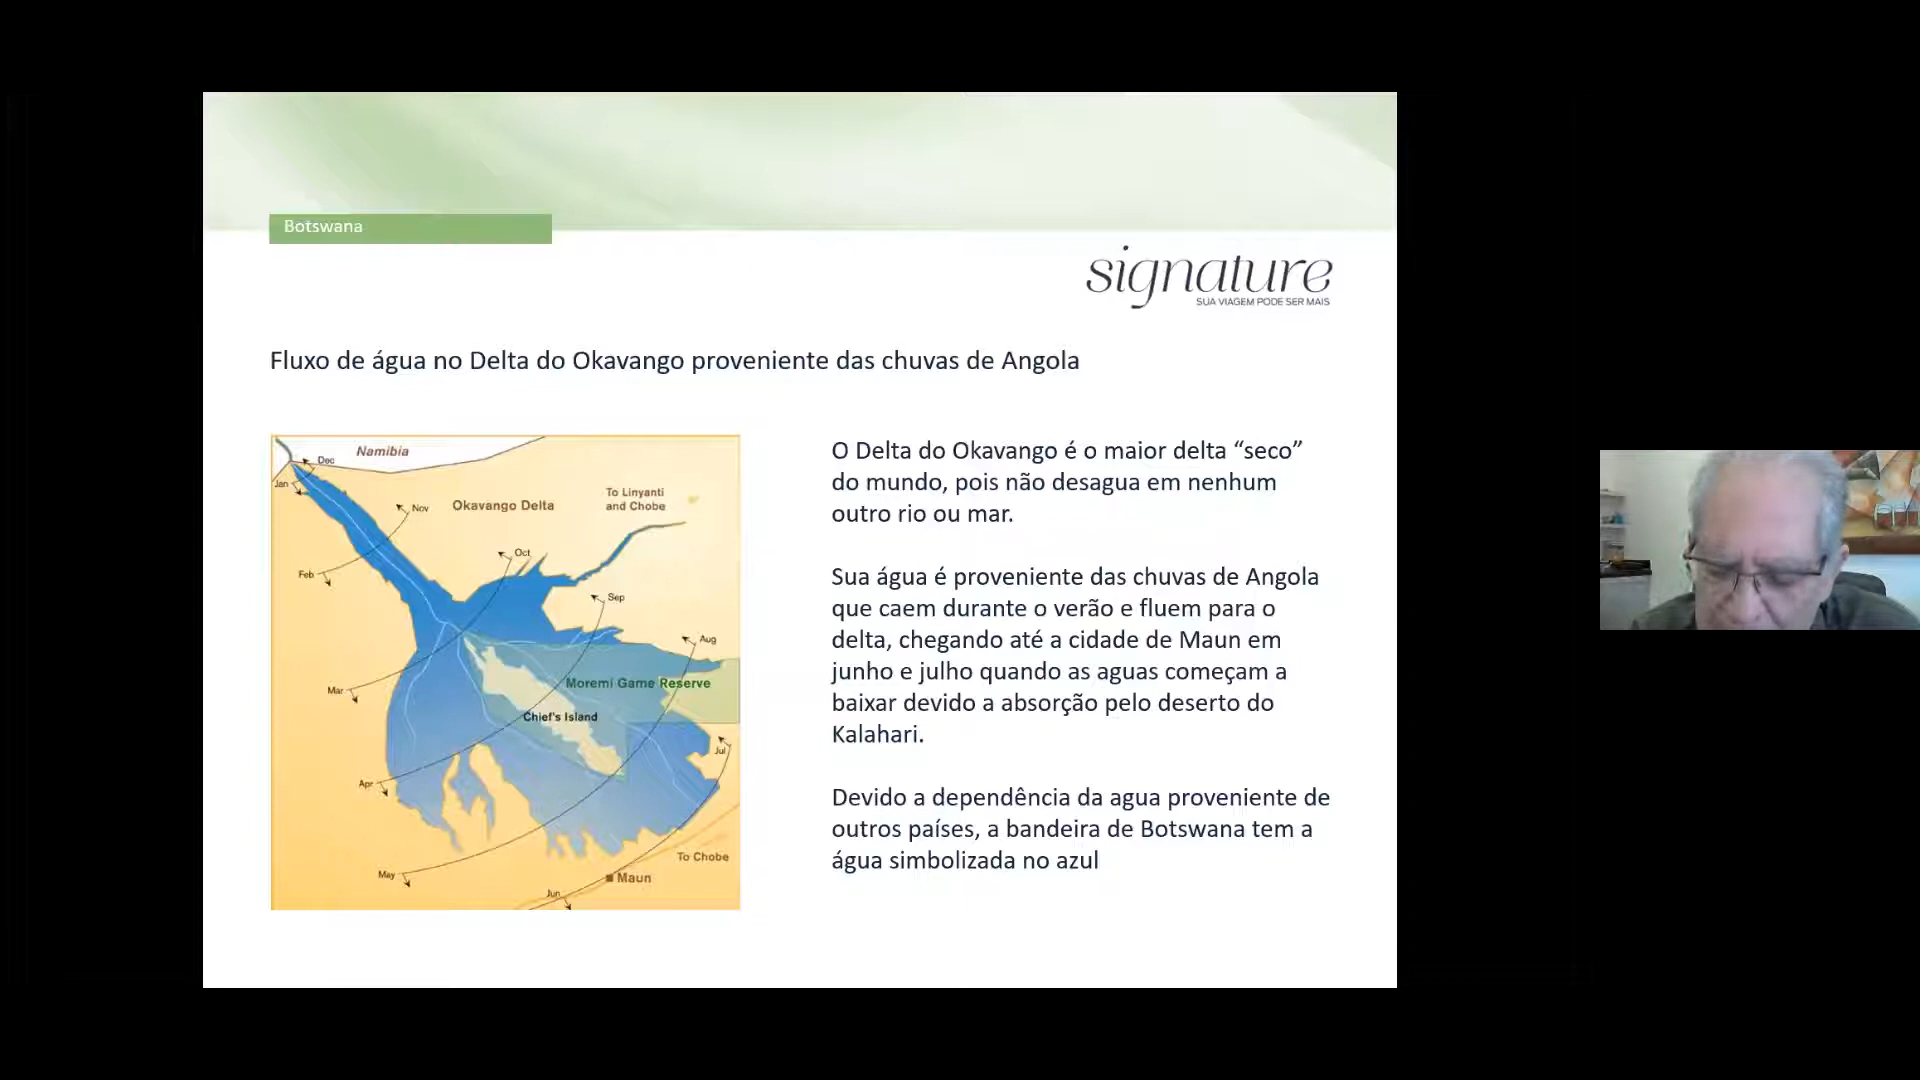 Botswana
signature
SUA VIAGEM PODE SER MAIS
Fluxo de água no Delta do Okavango proveniente das chuvas de Angola
Namibia
Dec
Jan
Nov
Okavango Delta
To Linyanti
and Chobe
Oct
Feb
Sep
Aug
Mar
Moremi Game Reserve
Chief's Island
Jul
Apr
To Chobe
May
Maun
Jun
O Delta do Okavango é o maior delta “seco”
do mundo, pois não desagua em nenhum
outro rio ou mar.
Sua água é proveniente das chuvas de Angola
que caem durante o verão e fluem para o
delta, chegando até a cidade de Maun em
junho e julho quando as aguas começam a
baixar devido a absorção pelo deserto do
Kalahari.
Devido a dependência da agua proveniente de
outros países, a bandeira de Botswana tem a
água simbolizada no azul